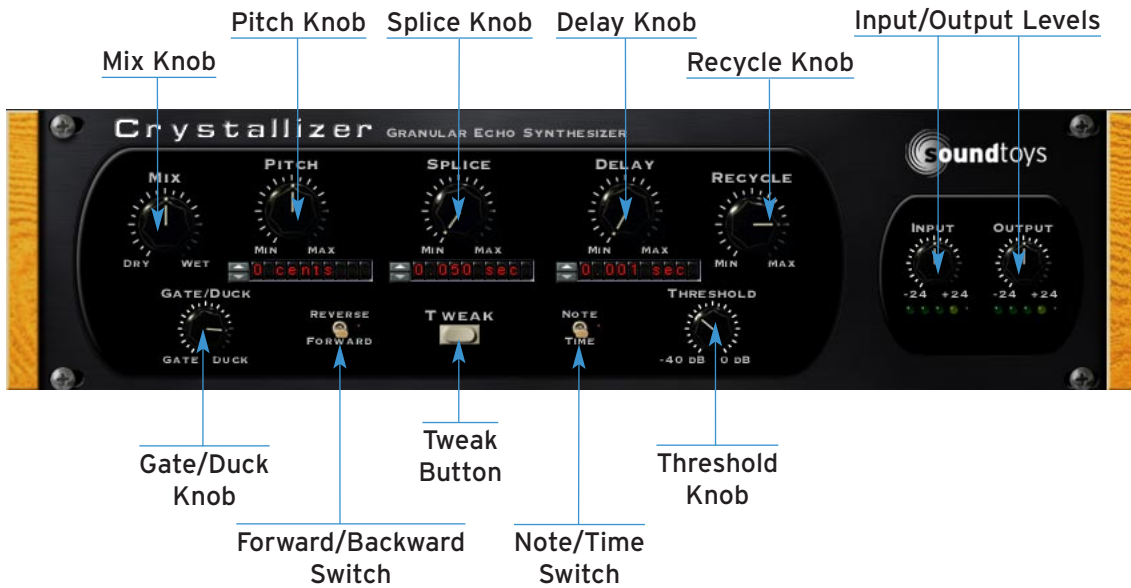 Pitch Knob Splice Knob Delay Knob Input/Output Levels
Mix Knob Recycle Knob
Crystallizer GRANULAR ECHO SYNTHESIZER
soundtoys
MIX PITCH SPLICE DELAY RECYCLE
INPUT OUTPUT
MIN MAX MIN MAX MIN MAX
DRY WET MIN MAX
0 cents 0.050 sec 0.001 sec
-24 +24 -24 +24
GATE/DUCK REVERSE TWEAK NOTE THRESHOLD
FORWARD TIME
GATE DUCK -40 DB 0 DB
Gate/Duck
Knob
Tweak
Button
Threshold
Knob
Forward/Backward
Switch
Note/Time
Switch